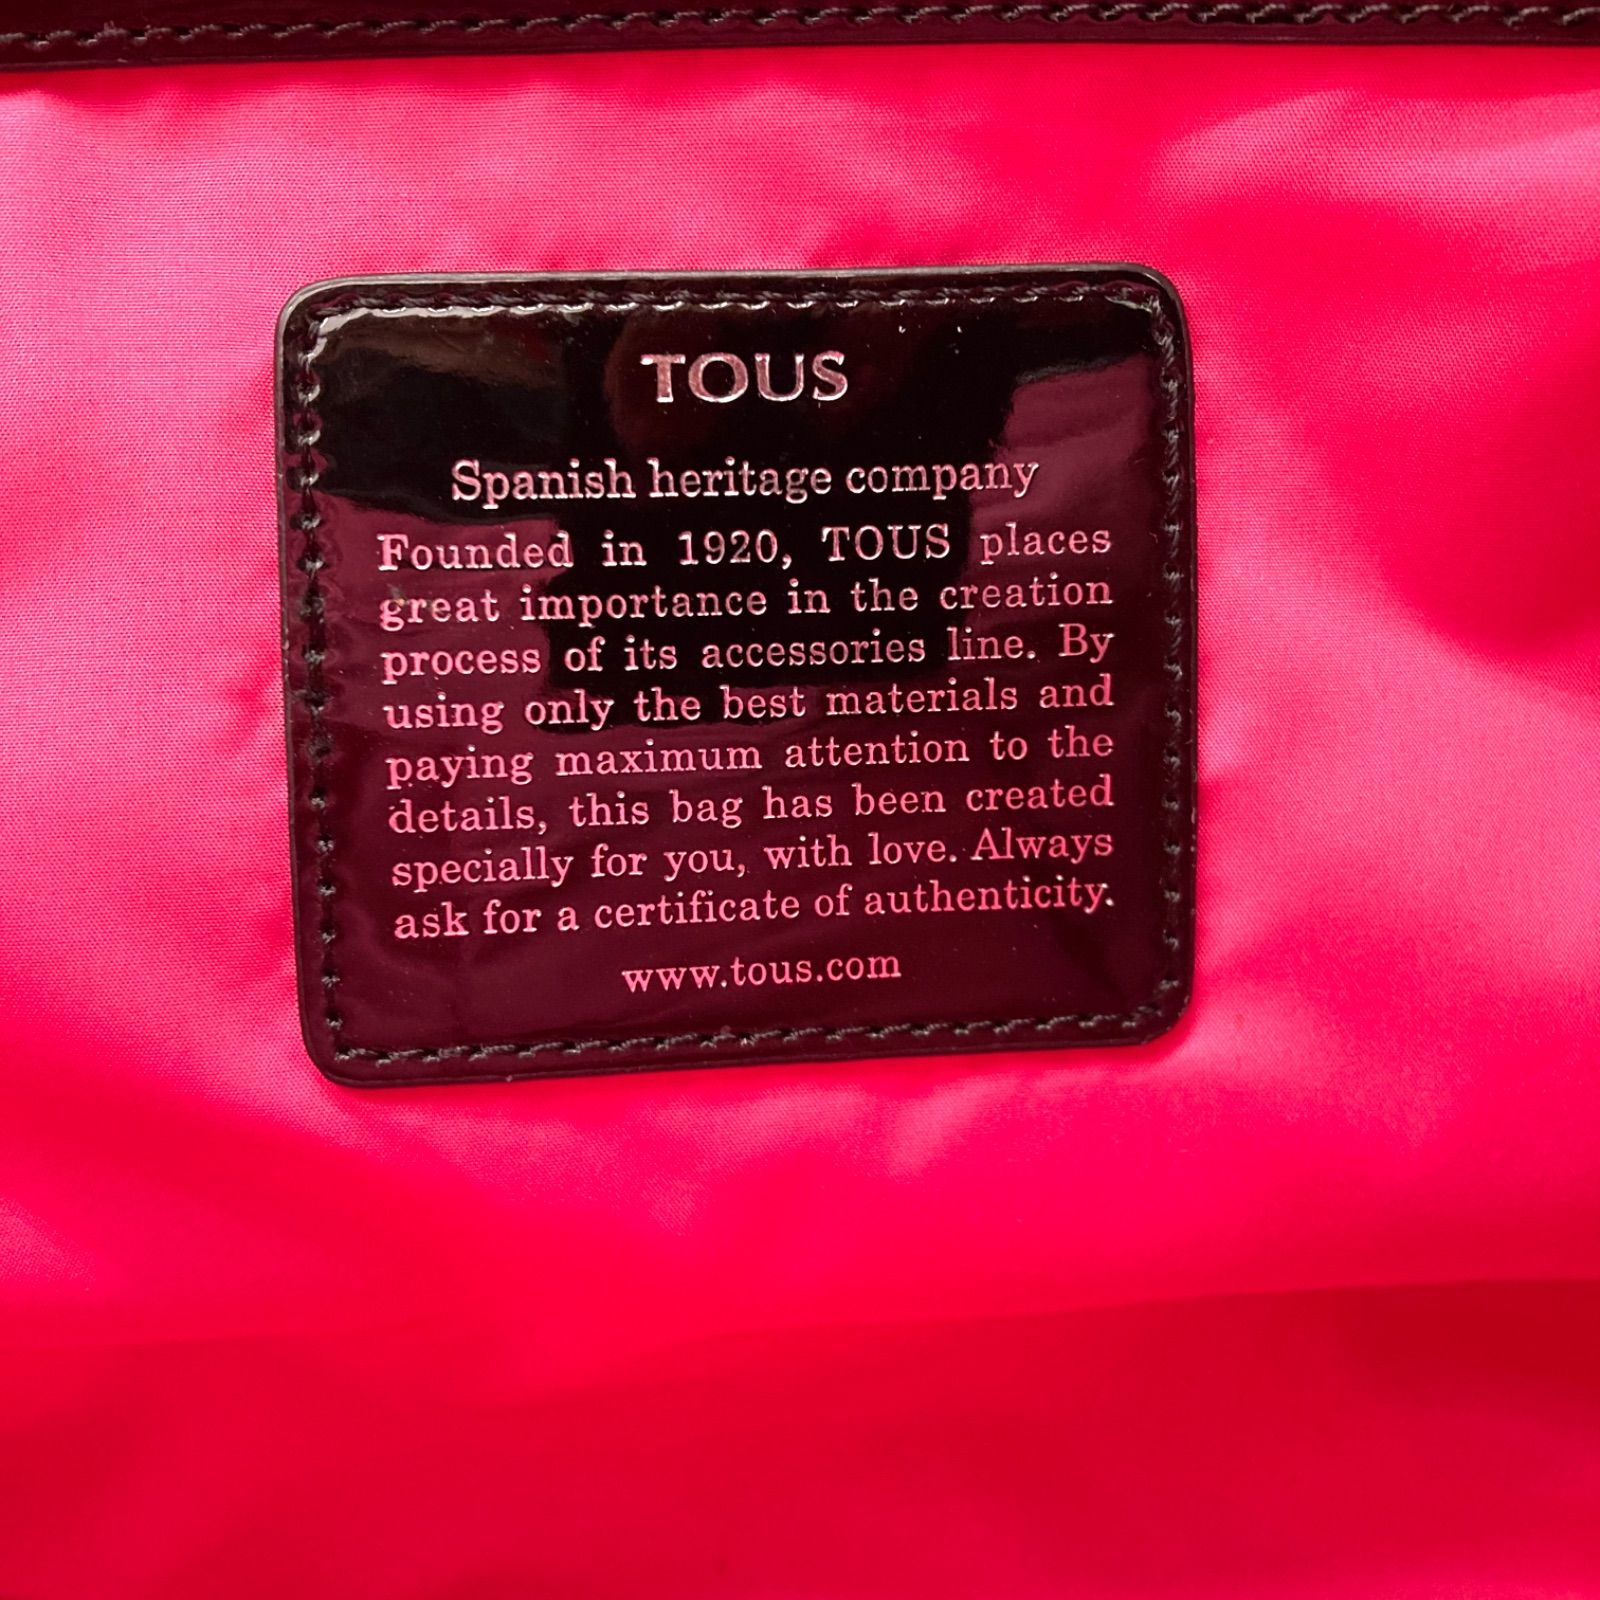 TOUS
Spanish heritage company
Founded in 1920, TOUS places
great importance in the creation
process of its accessories line. By
using only the best materials and
paying maximum attention to the
details, this bag has been created
specially for you, with love. Always
ask for a certificate of authenticity.
www.tous.com